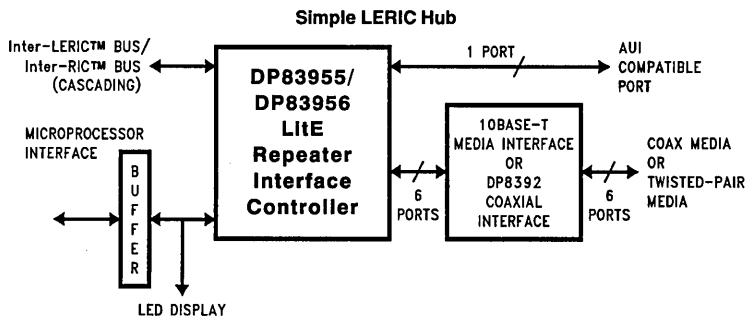 Simple LERIC Hub
Inter-LERIC™ BUS/
Inter-RIC™ BUS
(CASCADING)
DP83955/
DP83956
LitE
Repeater
Interface
Controller
1 PORT
AUI
COMPATIBLE
PORT
MICROPROCESSOR
INTERFACE
BUFFER
LED DISPLAY
6
PORTS
10BASE-T
MEDIA INTERFACE
OR
DP8392
COAXIAL
INTERFACE
6
PORTS
COAX MEDIA
OR
TWISTED-PAIR
MEDIA